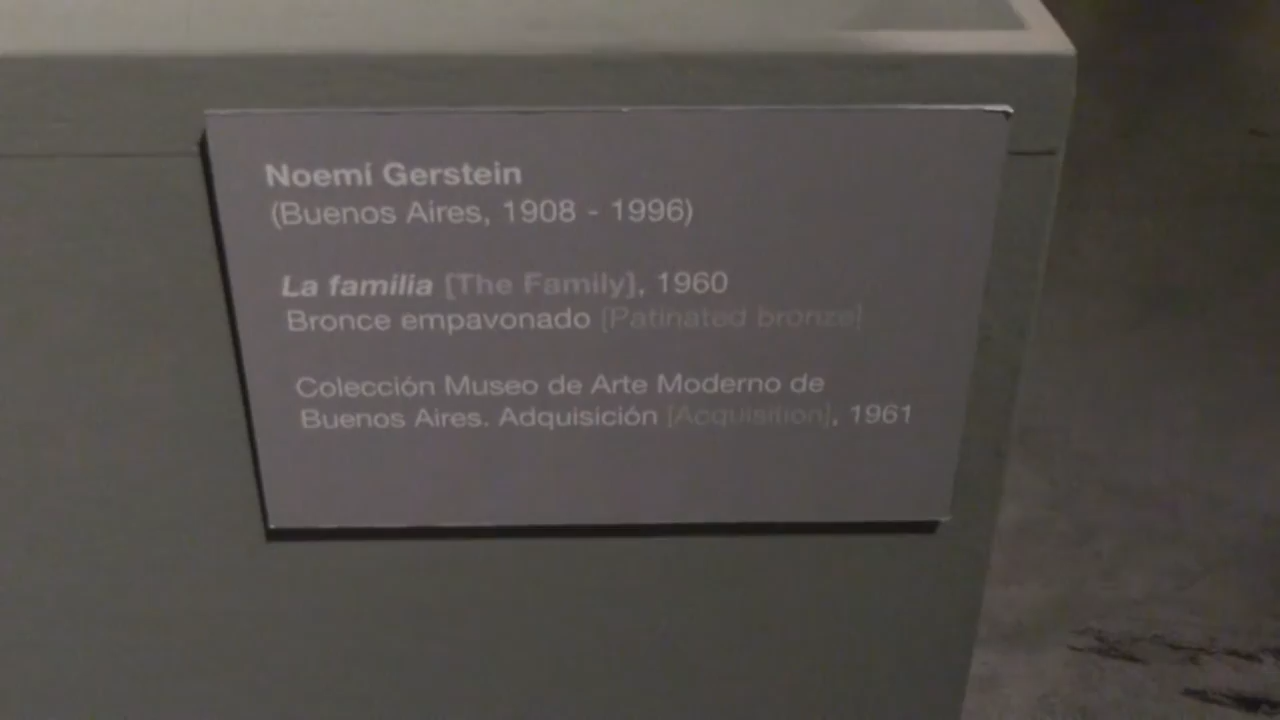 Noemí Gerstein
(Buenos Aires, 1908 - 1996)
La familia [The Family], 1960
Bronce empavonado [Patinated bronze]
Colección Museo de Arte Moderno de
Buenos Aires. Adquisición [Acquisition], 1961